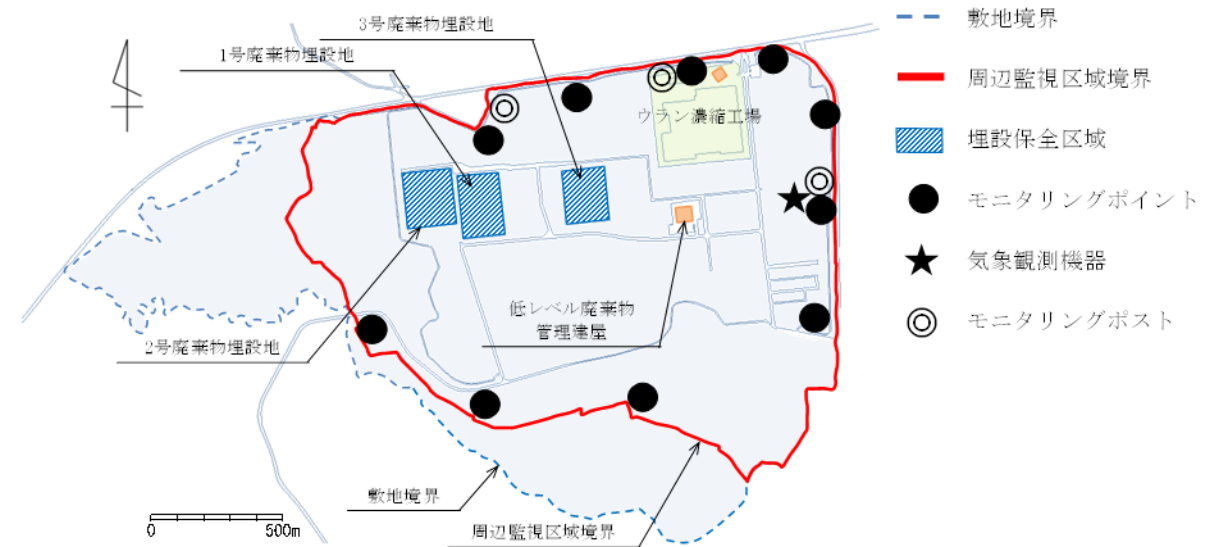 3号廃棄物埋設地
1号廃棄物埋設地
ウラン濃縮工場
低レベル廃棄物
管理建屋
2号廃棄物埋設地
敷地境界
周辺監視区域境界
0 500m
敷地境界
周辺監視区域境界
埋設保全区域
モニタリングポイント
気象観測機器
モニタリングポスト